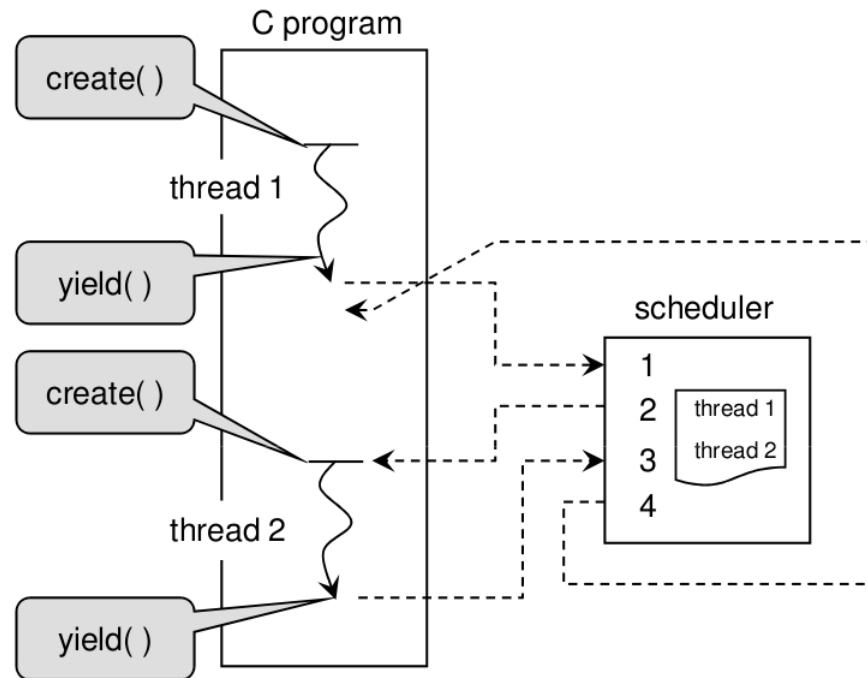 C program
create( )
thread 1
yield( )
create( )
thread 2
yield( )
scheduler
1
2
3
4
thread 1
thread 2